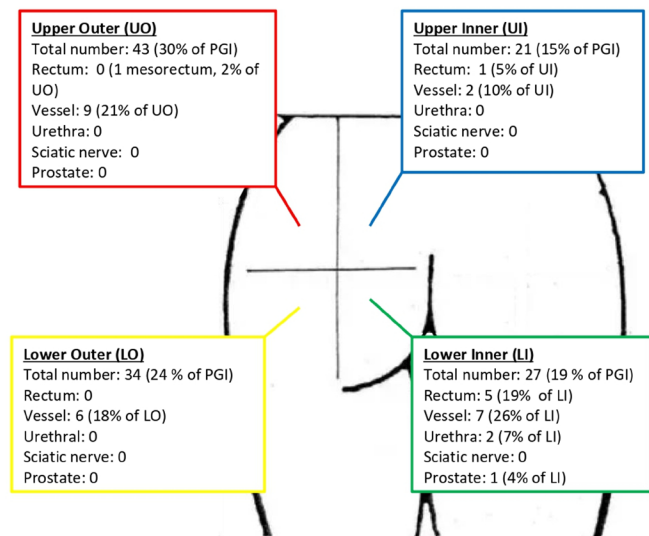 Upper Outer (UO)
Total number: 43 (30% of PGI)
Rectum:  0 (1 mesorectum, 2% of
UO)
Vessel: 9 (21% of UO)
Urethra: 0
Sciatic nerve:  0
Prostate: 0
Upper Inner (UI)
Total number: 21 (15% of PGI)
Rectum:  1 (5% of UI)
Vessel: 2 (10% of UI)
Urethra: 0
Sciatic nerve: 0
Prostate: 0
Lower Outer (LO)
Total number: 34 (24 % of PGI)
Rectum: 0
Vessel: 6 (18% of LO)
Urethral: 0
Sciatic nerve: 0
Prostate: 0
Lower Inner (LI)
Total number: 27 (19 % of PGI)
Rectum: 5 (19%  of LI)
Vessel: 7 (26% of LI)
Urethra: 2 (7% of LI)
Sciatic nerve: 0
Prostate: 1 (4% of LI)